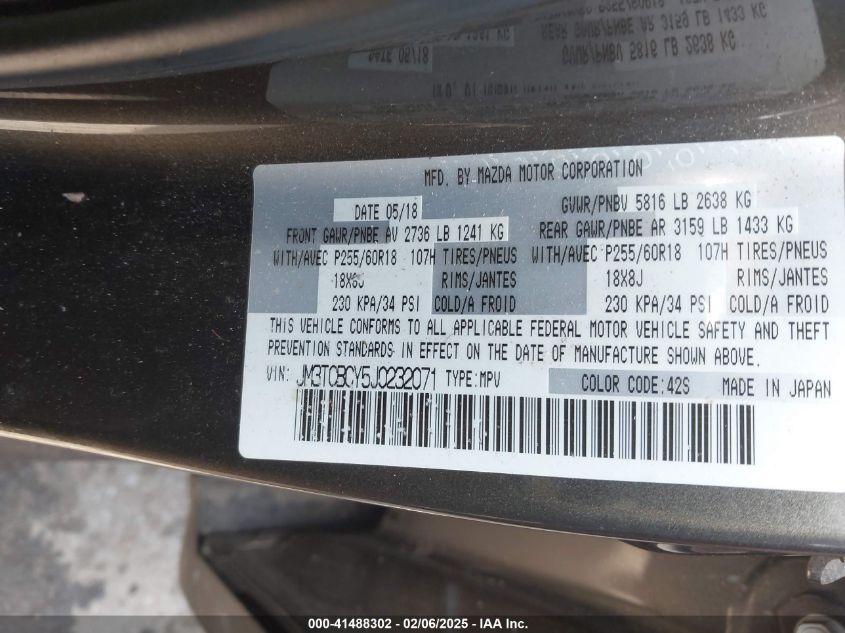 MFD. BY MAZDA MOTOR CORPORATION
DATE 05/18 GVWR/PNBV 5816 LB 2638 KG
FRONT GAWR/PNBE AV 2736 LB 1241 KG REAR GAWR/PNBE AR 3159 LB 1433 KG
WITH/AVEC P255/60R18 107H TIRES/PNEUS WITH/AVEC P255/60R18 107H TIRES/PNEUS
18X8J RIMS/JANTES 18X8J RIMS/JANTES
230 KPA/34 PSI COLD/A FROID 230 KPA/34 PSI COLD/A FROID
THIS VEHICLE CONFORMS TO ALL APPLICABLE FEDERAL MOTOR VEHICLE SAFETY AND THEFT
PREVENTION STANDARDS IN EFFECT ON THE DATE OF MANUFACTURE SHOWN ABOVE.
VIN: JM3TCBCY5J0232071 TYPE:MPV COLOR CODE:42S MADE IN JAPAN
000-41488302 - 02/06/2025 - IAA Inc.